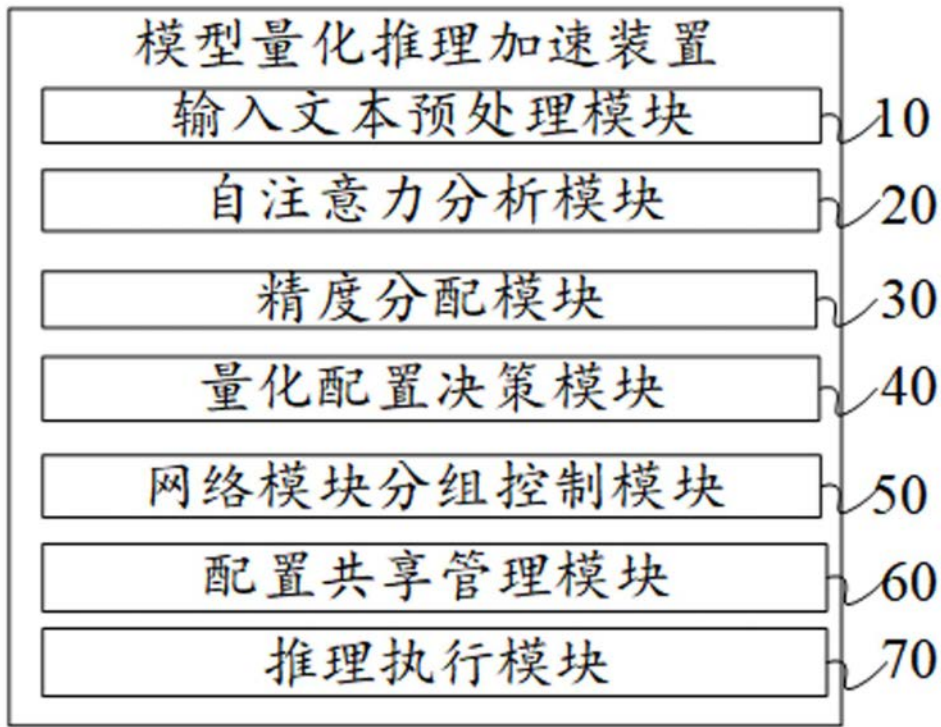 模型量化推理加速装置
输入文本预处理模块 10
自注意力分析模块 20
精度分配模块 30
量化配置决策模块 40
网络模块分组控制模块 50
配置共享管理模块 60
推理执行模块 70